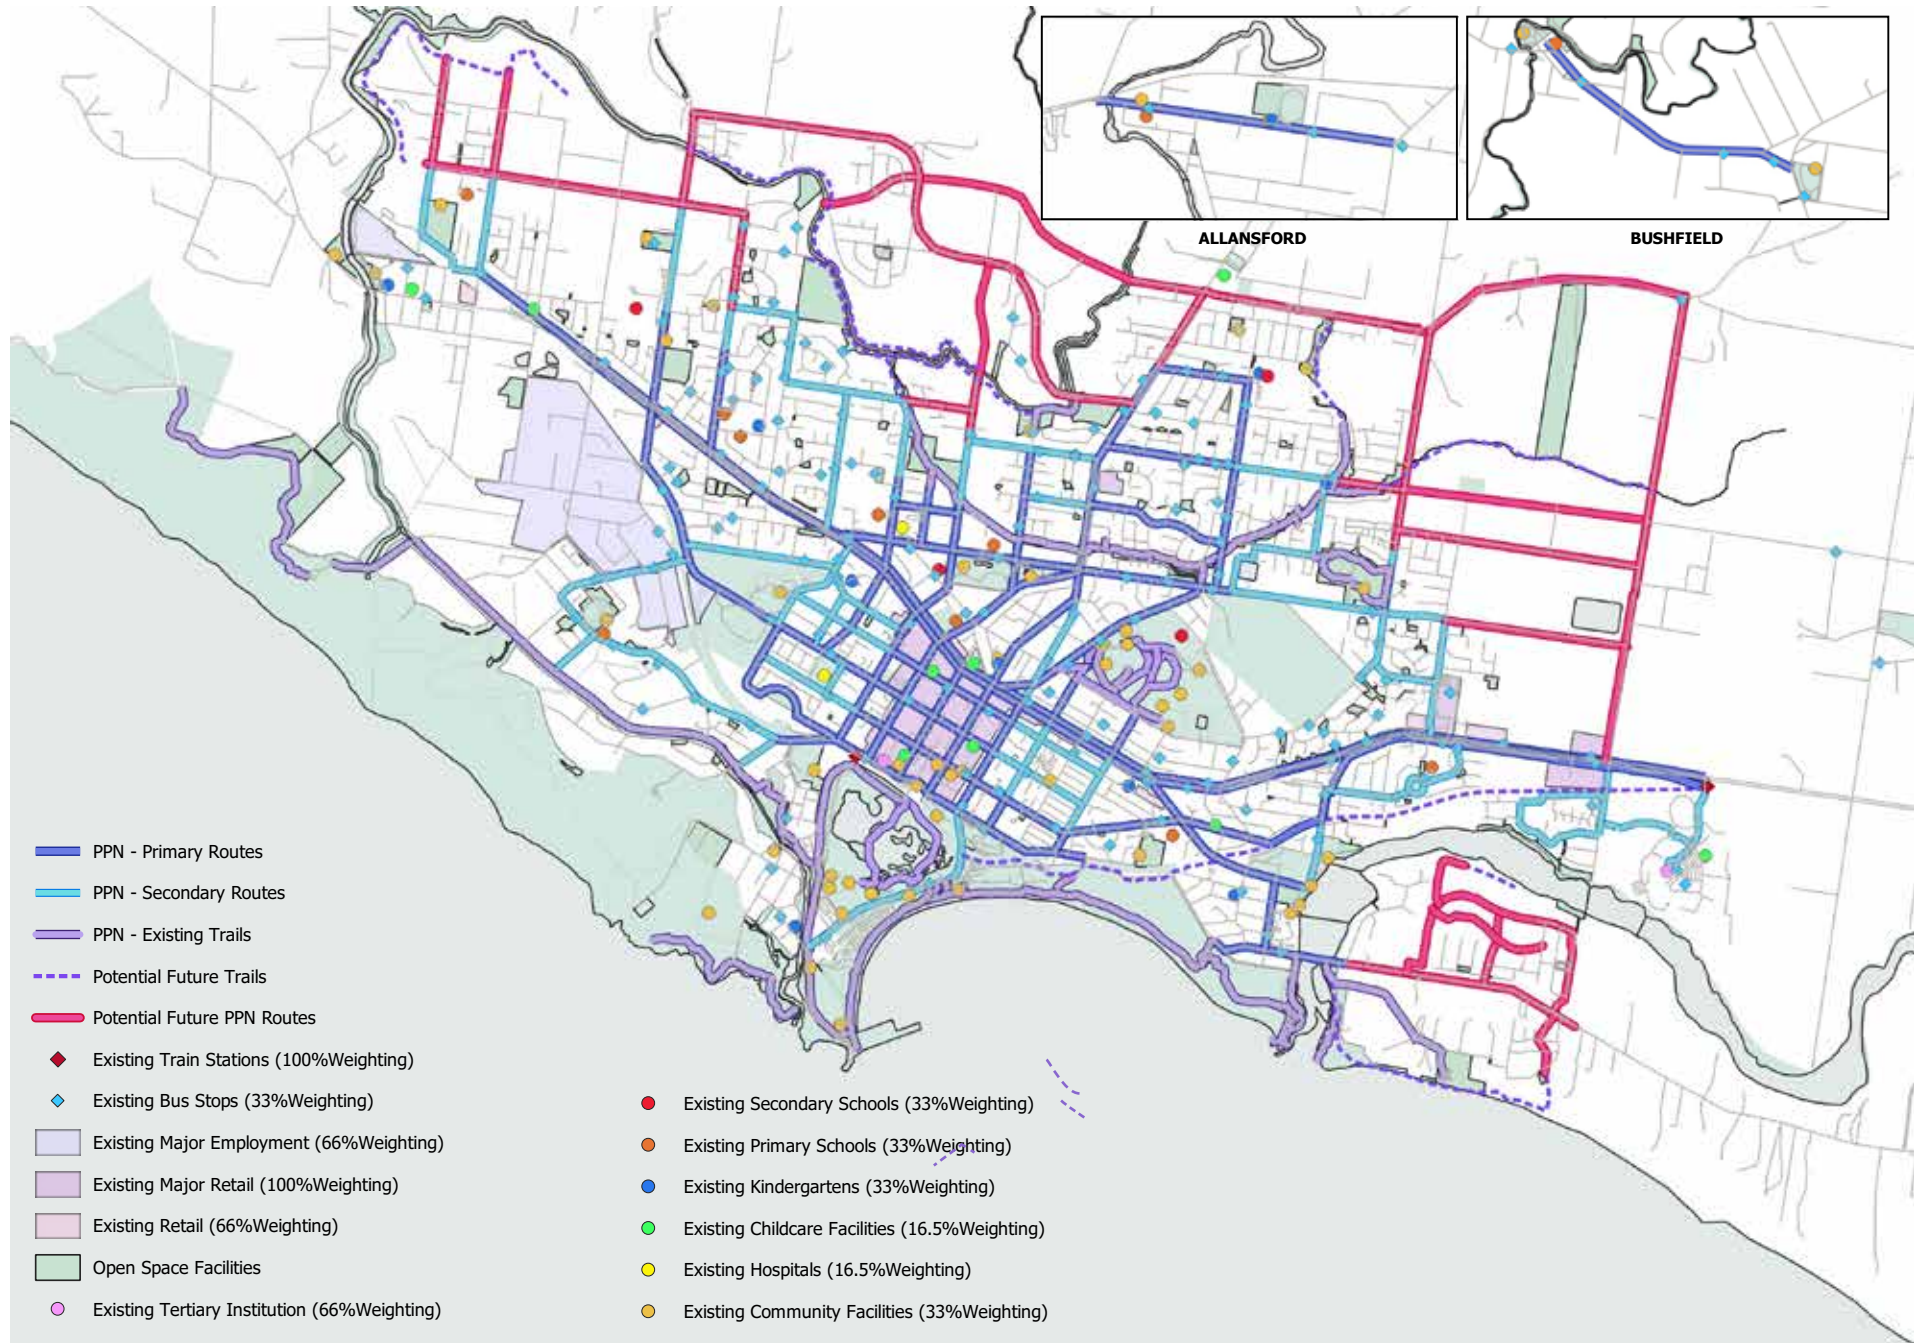 ALLANSFORD
BUSHFIELD
PPN - Primary Routes
PPN - Secondary Routes
PPN - Existing Trails
Potential Future Trails
Potential Future PPN Routes
Existing Train Stations (100%Weighting)
Existing Bus Stops (33%Weighting)
Existing Major Employment (66%Weighting)
Existing Major Retail (100%Weighting)
Existing Retail (66%Weighting)
Open Space Facilities
Existing Tertiary Institution (66%Weighting)
Existing Secondary Schools (33%Weighting)
Existing Primary Schools (33%Weighting)
Existing Kindergartens (33%Weighting)
Existing Childcare Facilities (16.5%Weighting)
Existing Hospitals (16.5%Weighting)
Existing Community Facilities (33%Weighting)